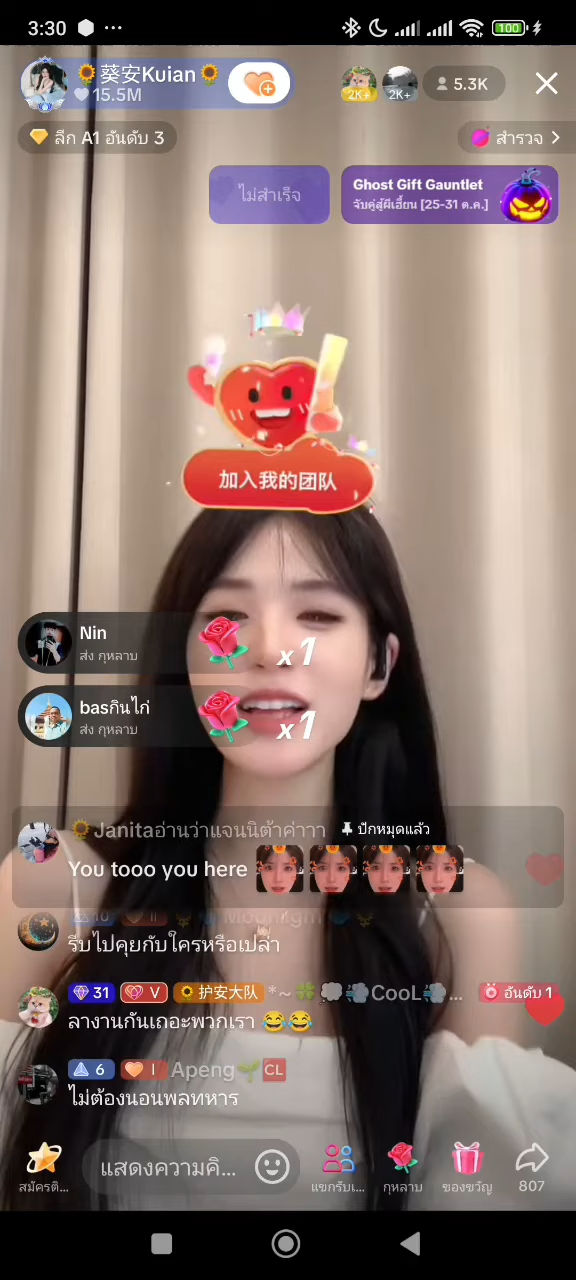 3:30
100
🌻葵安Kuian🌻
15.5M
2K+
2K+
5.3K
ลีก A1 อันดับ 3
สำรวจ
ไม่สำเร็จ
Ghost Gift Gauntlet
จับคู่สู้ผีเฮี้ยน [25-31 ต.ค.]
加入我的团队
Nin
ส่ง กุหลาบ
x1
basกินไก่
ส่ง กุหลาบ
x1
🌻Janitaอ่านว่าแจนนิต้าค่าาา ปักหมุดแล้ว
You tooo you here
10 II Moonlight
รีบไปคุยกับใครหรือเปล่า
31 V 护安大队 *~🍀💭💨CooL💨... อันดับ 1
ลางานกันเถอะพวกเรา 😂😂
6 I Apeng🌱CL
ไม่ต้องนอนพลทหาร
แสดงความคิ...
สมัครติ...
แขกรับเ...
กุหลาบ
ของขวัญ
807